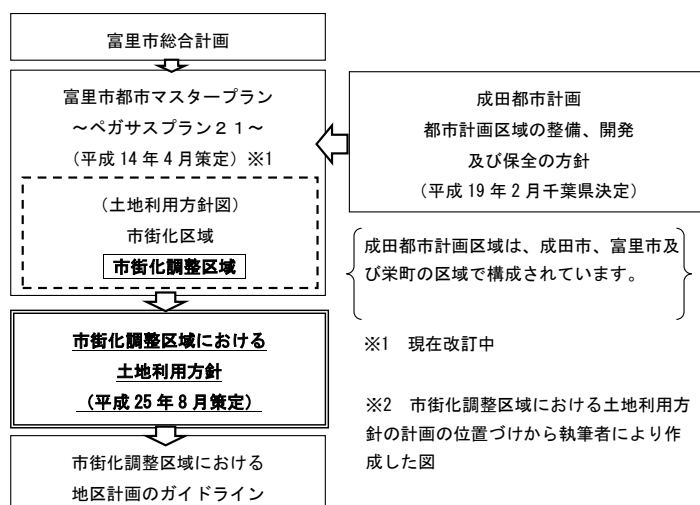 富里市総合計画
富里市都市マスタープラン
～ペガサスプラン２１～
（平成 14 年 4 月策定）※1
（土地利用方針図）
市街化区域
市街化調整区域
市街化調整区域における
土地利用方針
（平成 25 年 8 月策定）
市街化調整区域における
地区計画のガイドライン
成田都市計画
都市計画区域の整備、開発
及び保全の方針
（平成 19 年 2 月千葉県決定）
成田都市計画区域は、成田市、富里市及
び栄町の区域で構成されています。
※1　現在改訂中
※2　市街化調整区域における土地利用方
針の計画の位置づけから執筆者により作
成した図